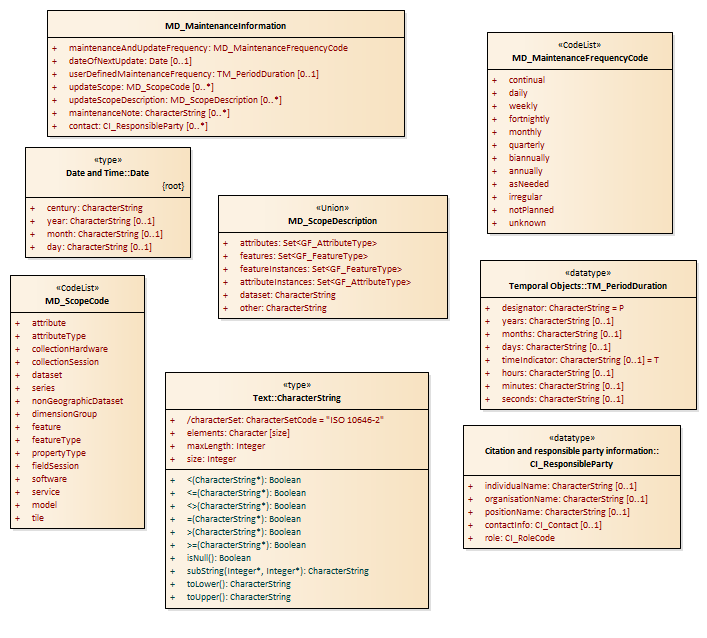 MD_MaintenanceInformation
+ maintenanceAndUpdateFrequency: MD_MaintenanceFrequencyCode
+ dateOfNextUpdate: Date [0..1]
+ userDefinedMaintenanceFrequency: TM_PeriodDuration [0..1]
+ updateScope: MD_ScopeCode [0..*]
+ updateScopeDescription: MD_ScopeDescription [0..*]
+ maintenanceNote: CharacterString [0..*]
+ contact: CI_ResponsibleParty [0..*]
«CodeList»
MD_MaintenanceFrequencyCode
+ continual
+ daily
+ weekly
+ fortnightly
+ monthly
+ quarterly
+ biannually
+ annually
+ asNeeded
+ irregular
+ notPlanned
+ unknown
«type»
Date and Time::Date
{root}
+ century: CharacterString
+ year: CharacterString [0..1]
+ month: CharacterString [0..1]
+ day: CharacterString [0..1]
«Union»
MD_ScopeDescription
+ attributes: Set<GF_AttributeType>
+ features: Set<GF_FeatureType>
+ featureInstances: Set<GF_FeatureType>
+ attributeInstances: Set<GF_AttributeType>
+ dataset: CharacterString
+ other: CharacterString
«CodeList»
MD_ScopeCode
+ attribute
+ attributeType
+ collectionHardware
+ collectionSession
+ dataset
+ series
+ nonGeographicDataset
+ dimensionGroup
+ feature
+ featureType
+ propertyType
+ fieldSession
+ software
+ service
+ model
+ tile
«datatype»
Temporal Objects::TM_PeriodDuration
+ designator: CharacterString = P
+ years: CharacterString [0..1]
+ months: CharacterString [0..1]
+ days: CharacterString [0..1]
+ timeIndicator: CharacterString [0..1] = T
+ hours: CharacterString [0..1]
+ minutes: CharacterString [0..1]
+ seconds: CharacterString [0..1]
«type»
Text::CharacterString
+ /characterSet: CharacterSetCode = "ISO 10646-2"
+ elements: Character [size]
+ maxLength: Integer
+ size: Integer
+ <(CharacterString*): Boolean
+ <=(CharacterString*): Boolean
+ <>(CharacterString*): Boolean
+ =(CharacterString*): Boolean
+ >(CharacterString*): Boolean
+ >=(CharacterString*): Boolean
+ isNull(): Boolean
+ subString(Integer*, Integer*): CharacterString
+ toLower(): CharacterString
+ toUpper(): CharacterString
«datatype»
Citation and responsible party information::
CI_ResponsibleParty
+ individualName: CharacterString [0..1]
+ organisationName: CharacterString [0..1]
+ positionName: CharacterString [0..1]
+ contactInfo: CI_Contact [0..1]
+ role: CI_RoleCode